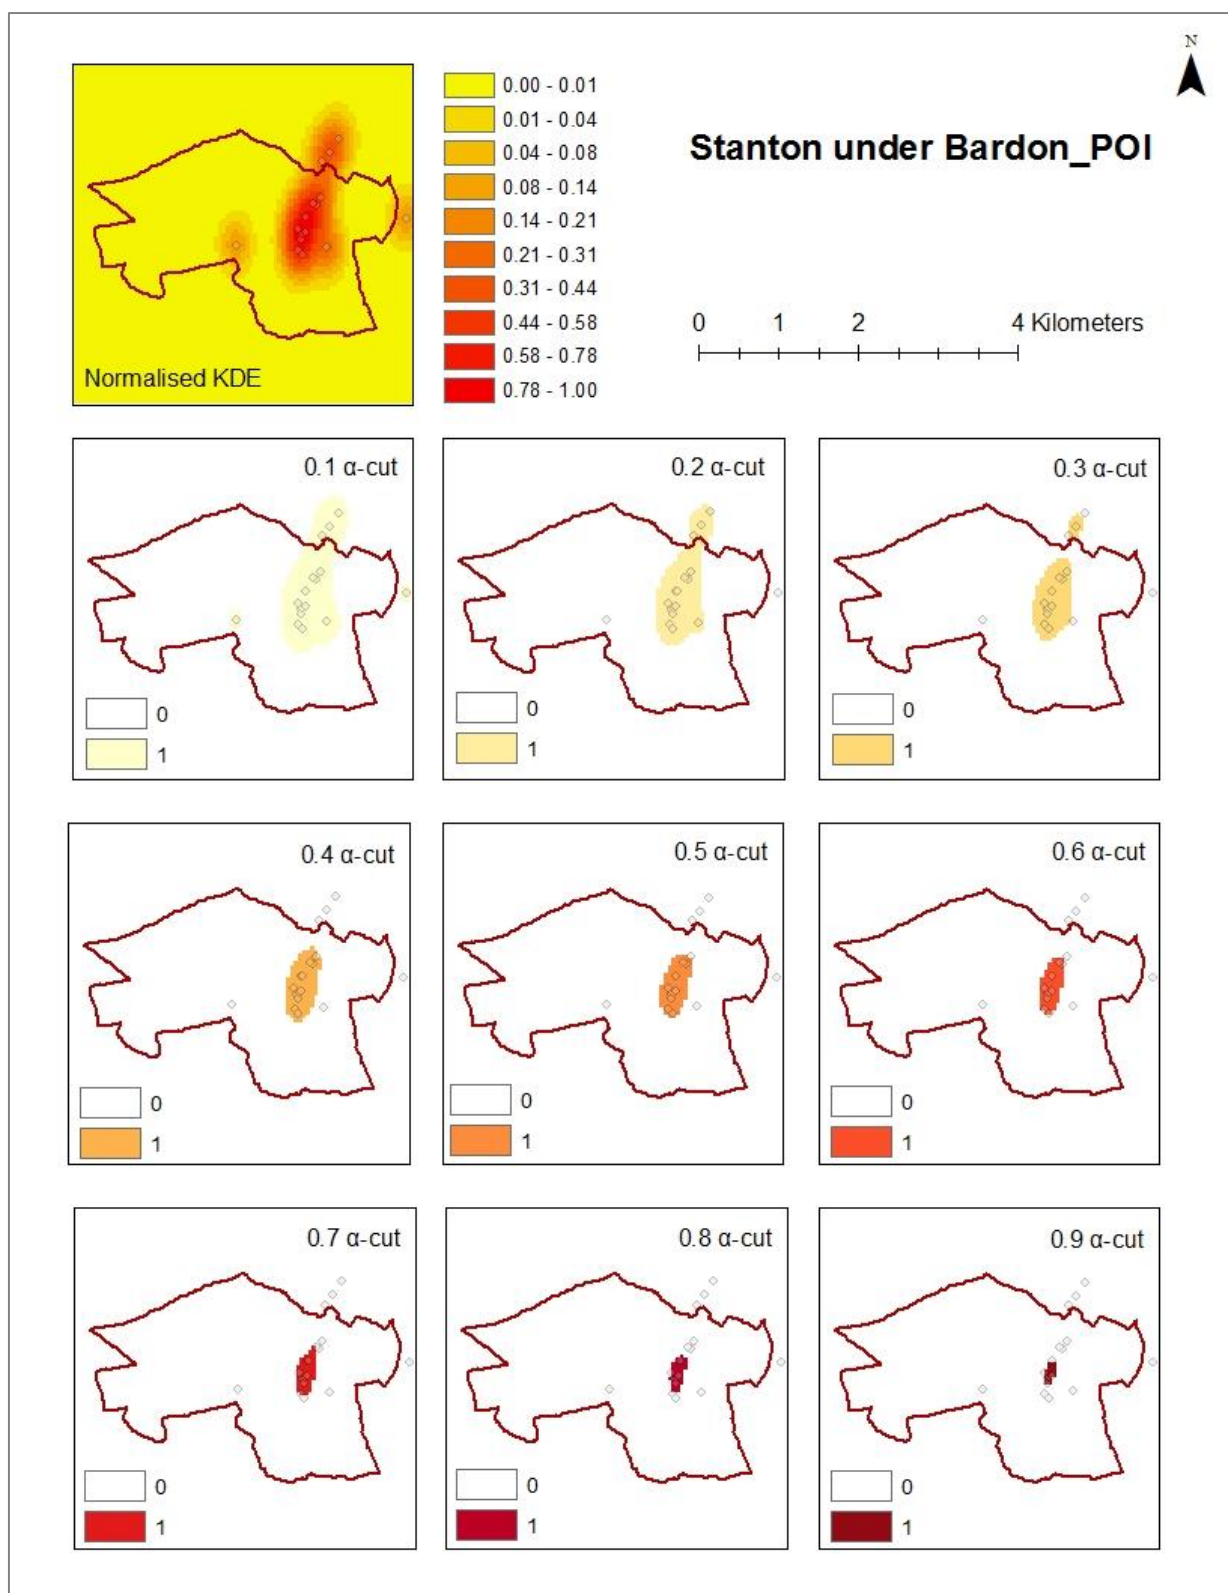 N
Stanton under Bardon_POI
0.00 - 0.01
0.01 - 0.04
0.04 - 0.08
0.08 - 0.14
0.14 - 0.21
0.21 - 0.31
0.31 - 0.44
0.44 - 0.58
0.58 - 0.78
0.78 - 1.00
Normalised KDE
0 1 2 4 Kilometers
0.1 α-cut
0
1
0.2 α-cut
0
1
0.3 α-cut
0
1
0.4 α-cut
0
1
0.5 α-cut
0
1
0.6 α-cut
0
1
0.7 α-cut
0
1
0.8 α-cut
0
1
0.9 α-cut
0
1